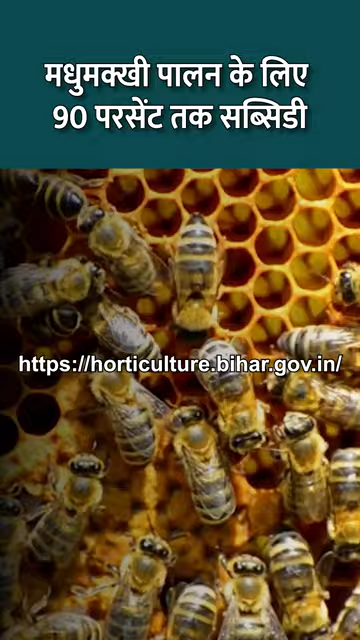 मधुमक्खी पालन के लिए
90 परसेंट तक सब्सिडी
https://horticulture.bihar.gov.in/